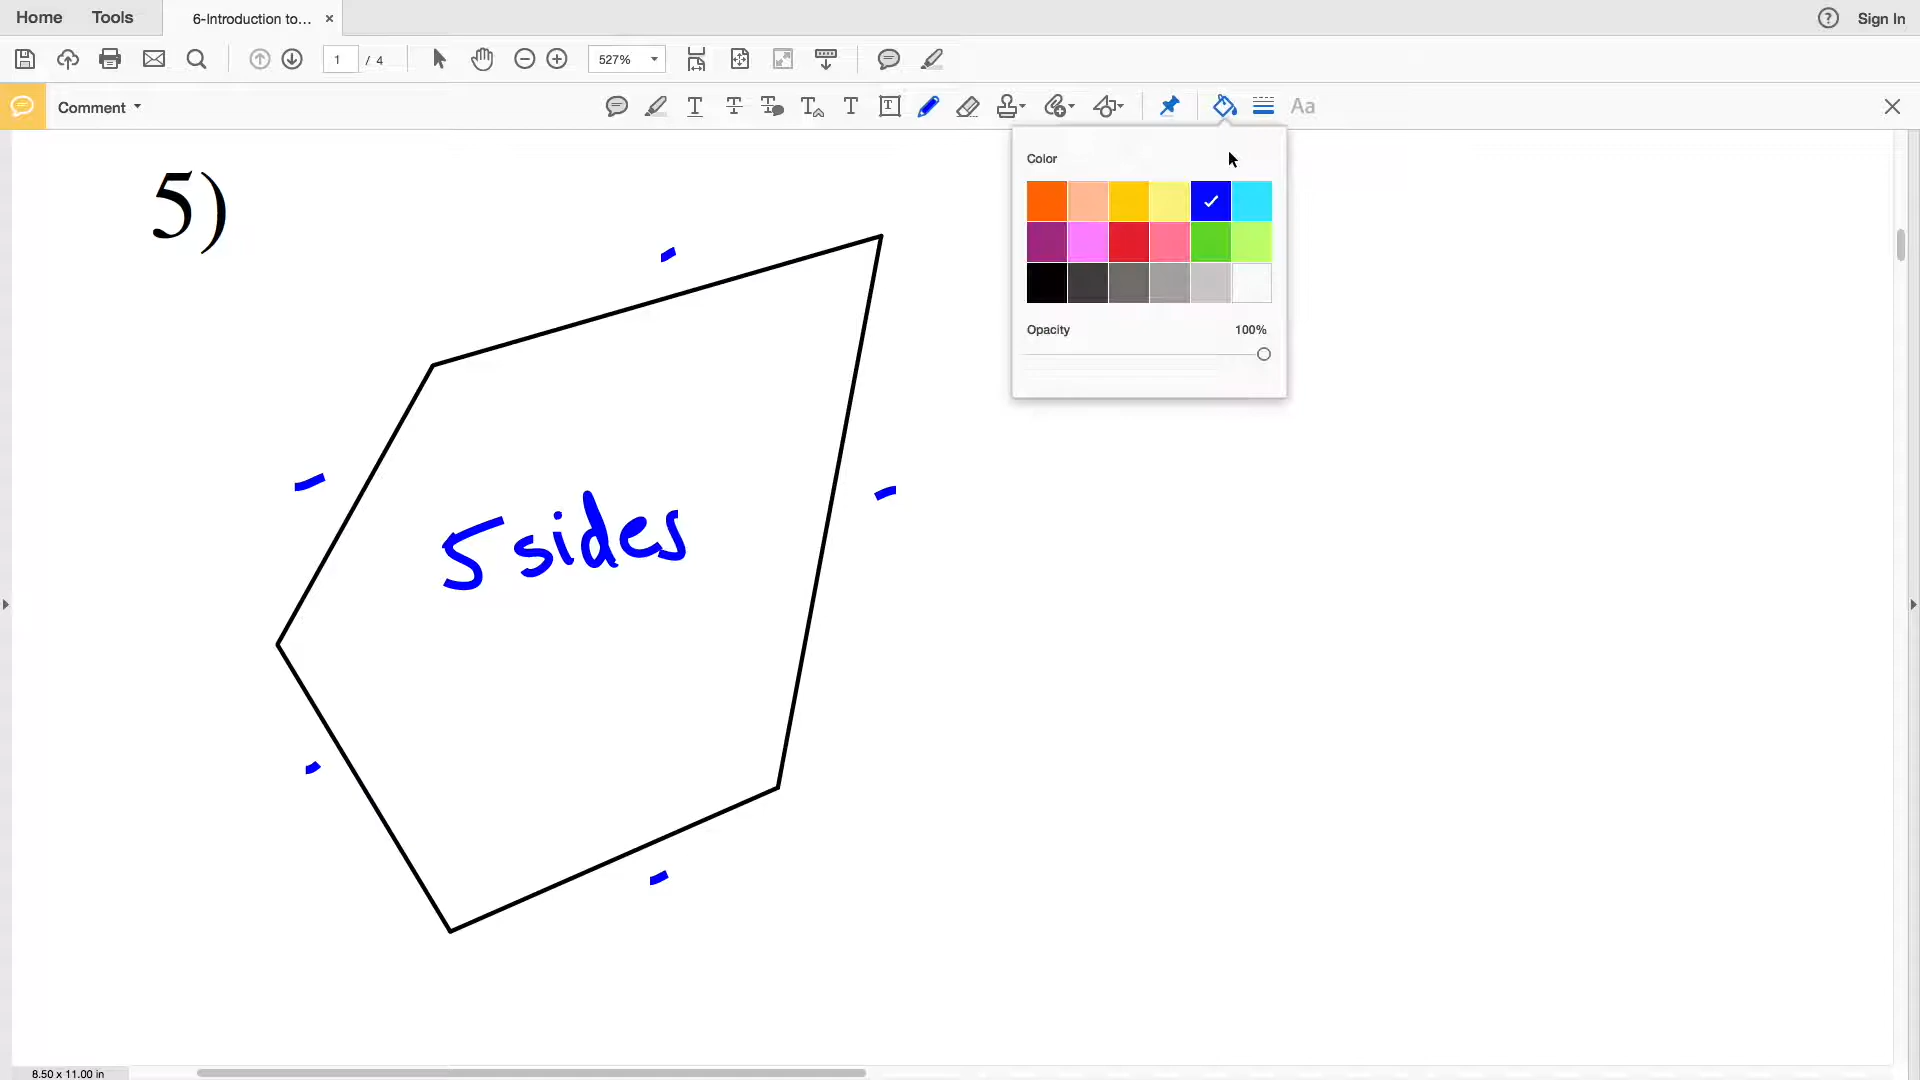 Home Tools 6-Introduction to... × Sign In
1 / 4 527%
Comment T T T T T T Aa
Color
5)
Opacity 100%
5 sides
8.50 x 11.00 in